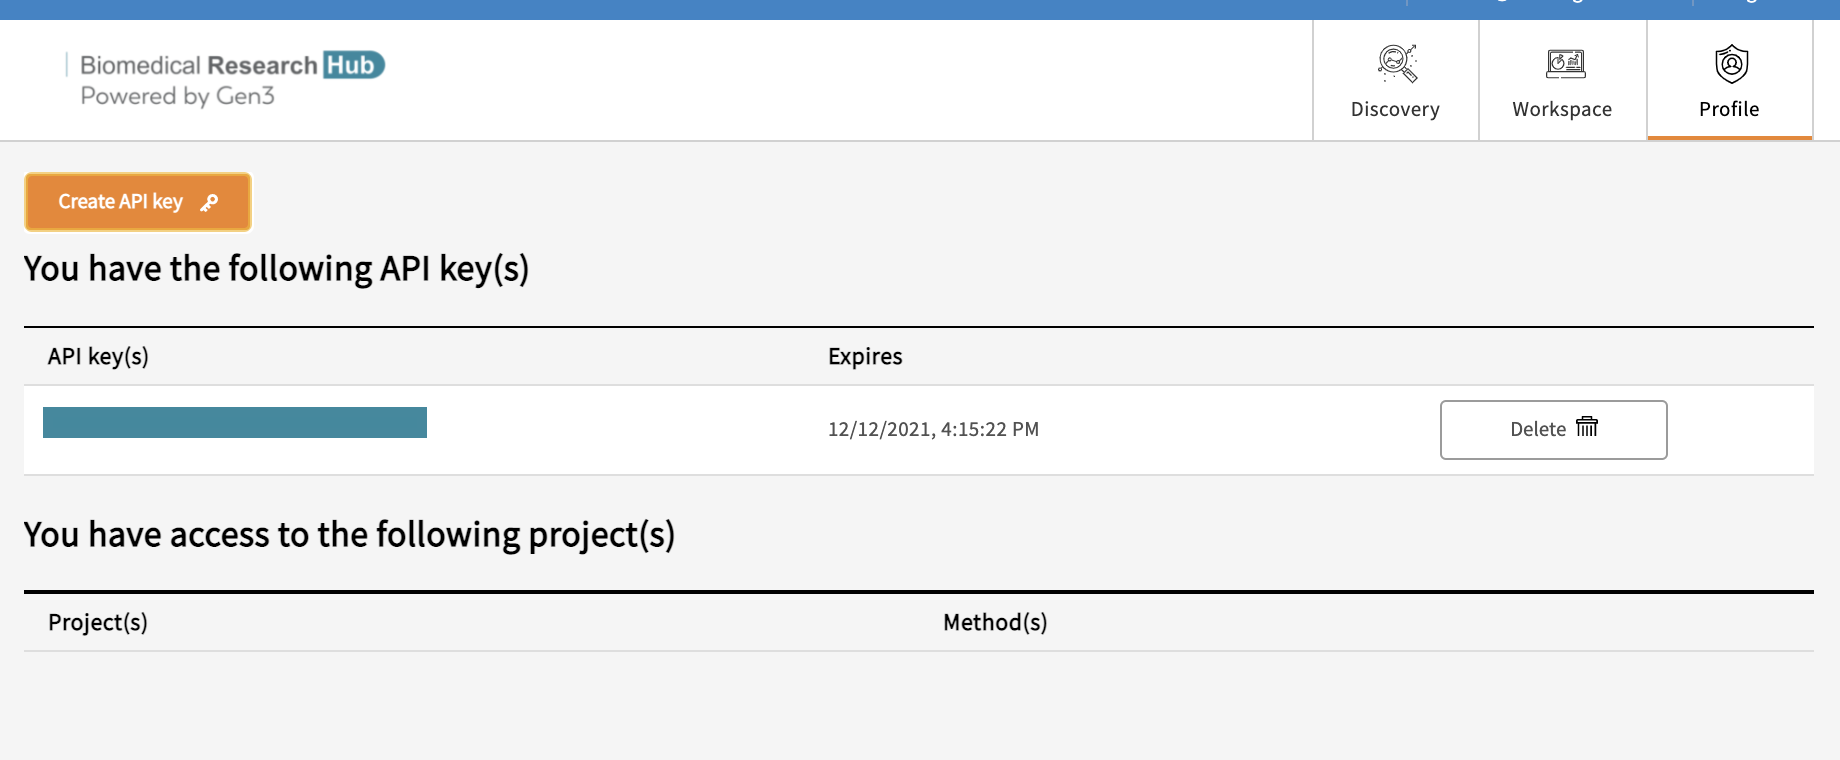 Biomedical Research Hub
Powered by Gen3
Discovery
Workspace
Profile
Create API key
You have the following API key(s)
API key(s) Expires
12/12/2021, 4:15:22 PM Delete
You have access to the following project(s)
Project(s) Method(s)